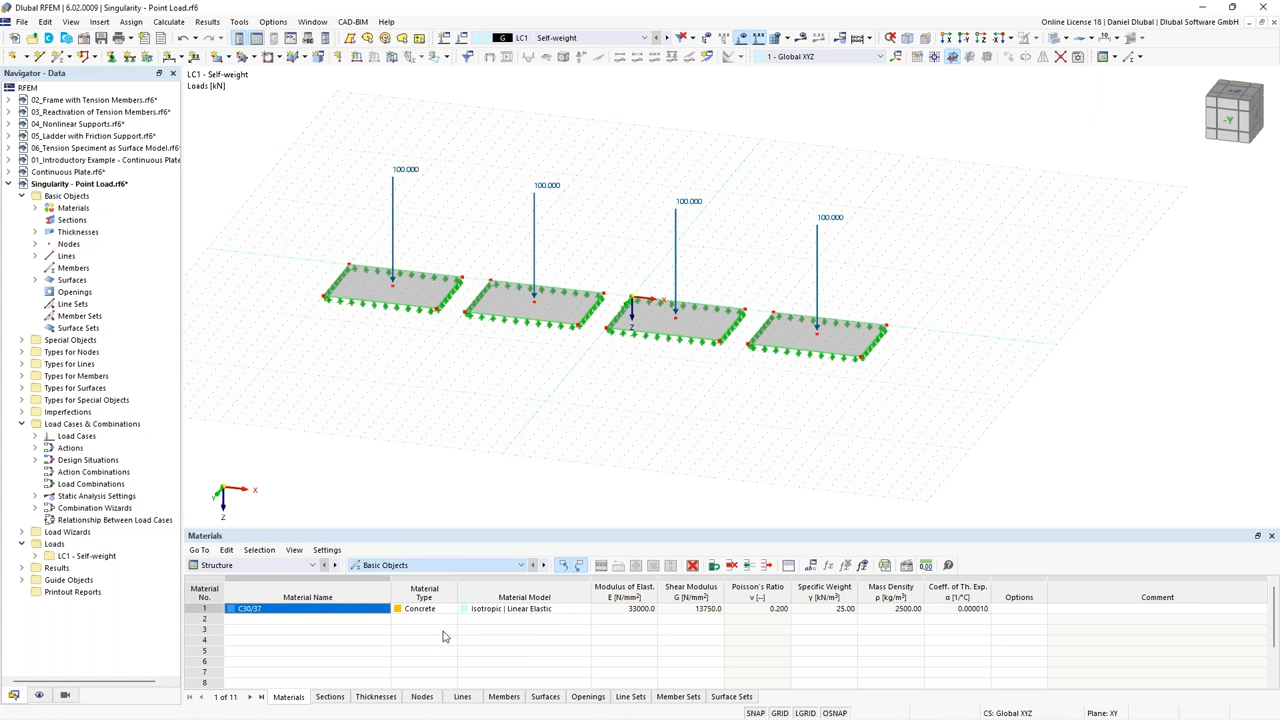 Dlubal RFEM | 6.02.0009 | Singularity - Point Load.rf6*
File Edit View Insert Assign Calculate Results Tools Options Window CAD-BIM Help
Online License 18 | Daniel Dlubal | Dlubal Software GmbH
G LC1 Self-weight
1 - Global XYZ
Navigator - Data
RFEM
02_Frame with Tension Members.rf6*
03_Reactivation of Tension Members.rf6*
04_Nonlinear Supports.rf6*
05_Ladder with Friction Support.rf6*
06_Tension Speciment as Surface Model.rf6*
01_Introductory Example - Continuous Plate
Continuous Plate.rf6*
Singularity - Point Load.rf6*
Basic Objects
Materials
Sections
Thicknesses
Nodes
Lines
Members
Surfaces
Openings
Line Sets
Member Sets
Surface Sets
Special Objects
Types for Nodes
Types for Lines
Types for Members
Types for Surfaces
Types for Special Objects
Imperfections
Load Cases & Combinations
Load Cases
Actions
Design Situations
Action Combinations
Load Combinations
Static Analysis Settings
Combination Wizards
Relationship Between Load Cases
Load Wizards
Loads
LC1 - Self-weight
Results
Guide Objects
Printout Reports
LC1 - Self-weight
Loads [kN]
100.000
100.000
100.000
100.000
X
Z
-Y
X
Y
Z
Materials
Go To Edit Selection View Settings
Structure Basic Objects
Material No. Material Name Material Type Material Model Modulus of Elast. E [N/mm²] Shear Modulus G [N/mm²] Poisson's Ratio ν [--] Specific Weight γ [kN/m³] Mass Density ρ [kg/m³] Coeff. of Th. Exp. α [1/°C] Options Comment
1 C30/37 Concrete Isotropic | Linear Elastic 33000.0 13750.0 0.200 25.00 2500.00 0.000010
2
3
4
5
6
7
8
1 of 11 Materials Sections Thicknesses Nodes Lines Members Surfaces Openings Line Sets Member Sets Surface Sets
SNAP GRID LGRID OSNAP CS: Global XYZ Plane: XY